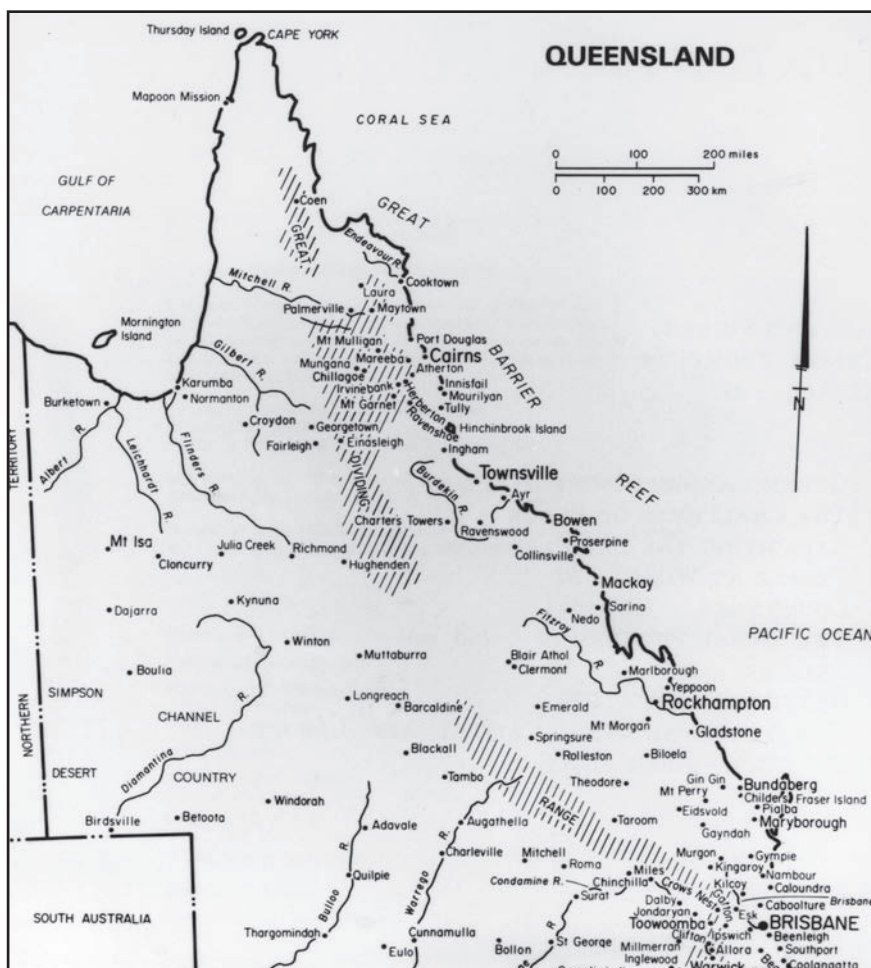 Thursday Island
CAPE YORK
QUEENSLAND
Mapoon Mission
CORAL SEA
0 100 200 miles
0 100 200 300 km
GULF OF
CARPENTARIA
Coen
GREAT
GREAT
Endeavour R.
Cooktown
Mitchell R.
Laura
Palmerville
Maytown
Mornington
Island
BARRIER
Port Douglas
Mt Mulligan
Cairns
Gilbert R.
Mareeba
Mungana
Atherton
Chillagoe
N
Karumba
Irvinebank
Innisfail
Burketown
Normanton
Herberton
Mourilyan
Mt Garnet
Tully
Ravenshoe
Croydon
Georgetown
Hinchinbrook Island
Fairleigh
Einasleigh
Ingham
TERRITORY
Albert R.
Leichhardt R.
Flinders R.
DIVIDING
Burdekin R.
Townsville
REEF
Ayr
Charters Towers
Ravenswood
Bowen
Mt Isa
Julia Creek
Richmond
Proserpine
Cloncurry
Collinsville
Hughenden
Mackay
Dajarra
Kynuna
Sarina
Nedo
Fitzroy R.
PACIFIC OCEAN
Winton
Muttaburra
Blair Athol
Boulia
Clermont
Marlborough
SIMPSON
Yeppoon
Longreach
Barcaldine
Rockhampton
CHANNEL
Emerald
Mt Morgan
NORTHERN
Gladstone
Diamantina R.
Springsure
Blackall
Rolleston
Biloela
DESERT
COUNTRY
Tambo
Theodore
Gin Gin
Bundaberg
Mt Perry
Childers
Fraser Island
Windorah
RANGE
Eidsvold
Pialba
Birdsville
Betoota
Adavale
Augathella
Taroom
Maryborough
Gayndah
Charleville
Mitchell
Murgon
Gympie
Roma
Miles
Kingaroy
Nambour
Quilpie
Condamine R.
Chinchilla
Crows Nest
Kilcoy
Caloundra
Bulloo R.
Warrego R.
Surat
Gatton
Caboolture
Brisbane
SOUTH AUSTRALIA
Dalby
Esk
Jondaryan
Toowoomba
Ipswich
BRISBANE
Thargomindah
Cunnamulla
Clifton
Beenleigh
Eulo
Bollon
St George
Millmerran
Allora
Southport
R.
Inglewood
Warwick
Coolangatta